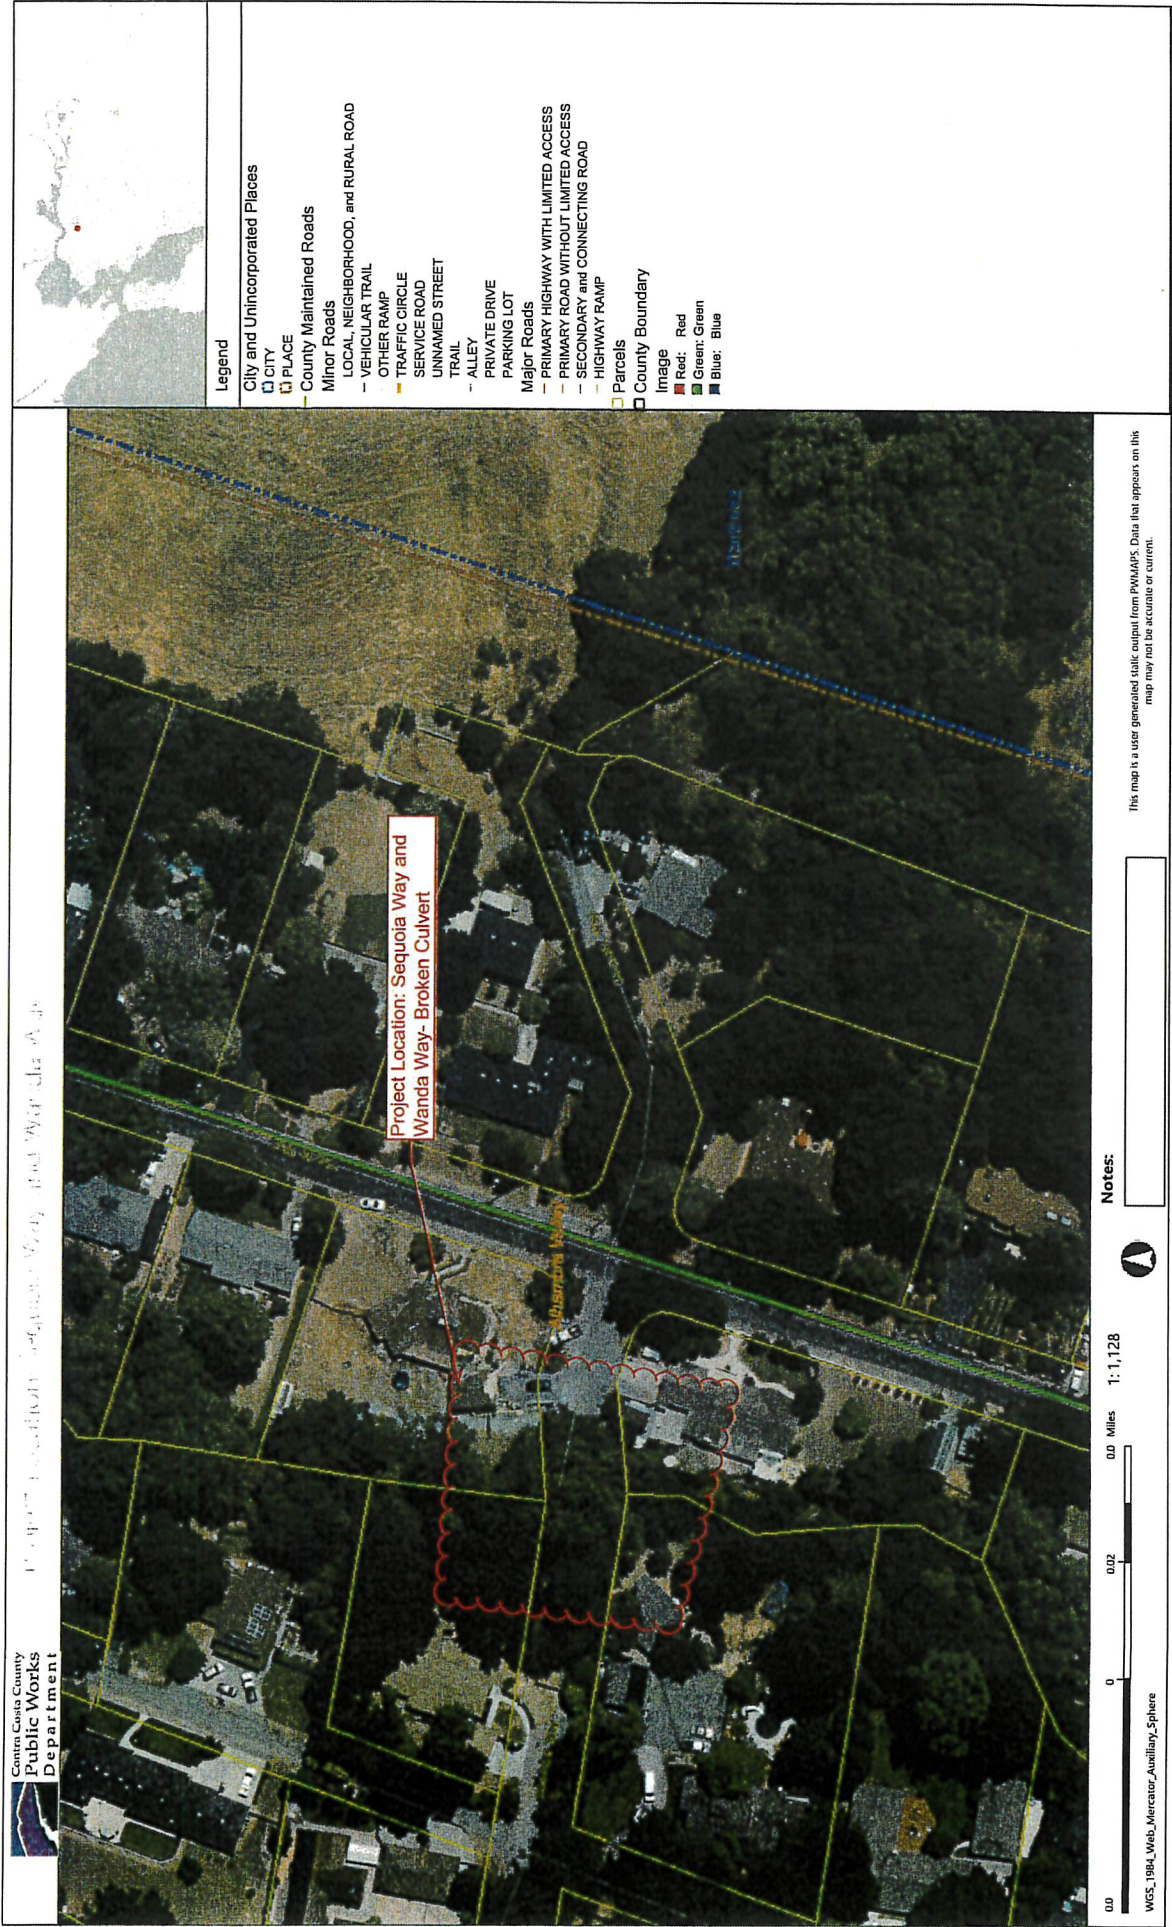 Contra Costa County
Public Works
Department
Project Location: Sequoia Way and
Wanda Way- Broken Culvert
Alhambra Valley
Martinez
Legend
City and Unincorporated Places
CITY
PLACE
County Maintained Roads
Minor Roads
LOCAL, NEIGHBORHOOD, and RURAL ROAD
VEHICULAR TRAIL
OTHER RAMP
TRAFFIC CIRCLE
SERVICE ROAD
UNNAMED STREET
TRAIL
ALLEY
PRIVATE DRIVE
PARKING LOT
Major Roads
PRIMARY HIGHWAY WITH LIMITED ACCESS
PRIMARY ROAD WITHOUT LIMITED ACCESS
SECONDARY and CONNECTING ROAD
HIGHWAY RAMP
Parcels
County Boundary
Image
Red: Red
Green: Green
Blue: Blue
0.0 0 0.02 0.0 Miles
1: 1,128
WGS_1984_Web_Mercator_Auxiliary_Sphere
Notes:
This map is a user generated static output from PWMAPS. Data that appears on this
map may not be accurate or current.